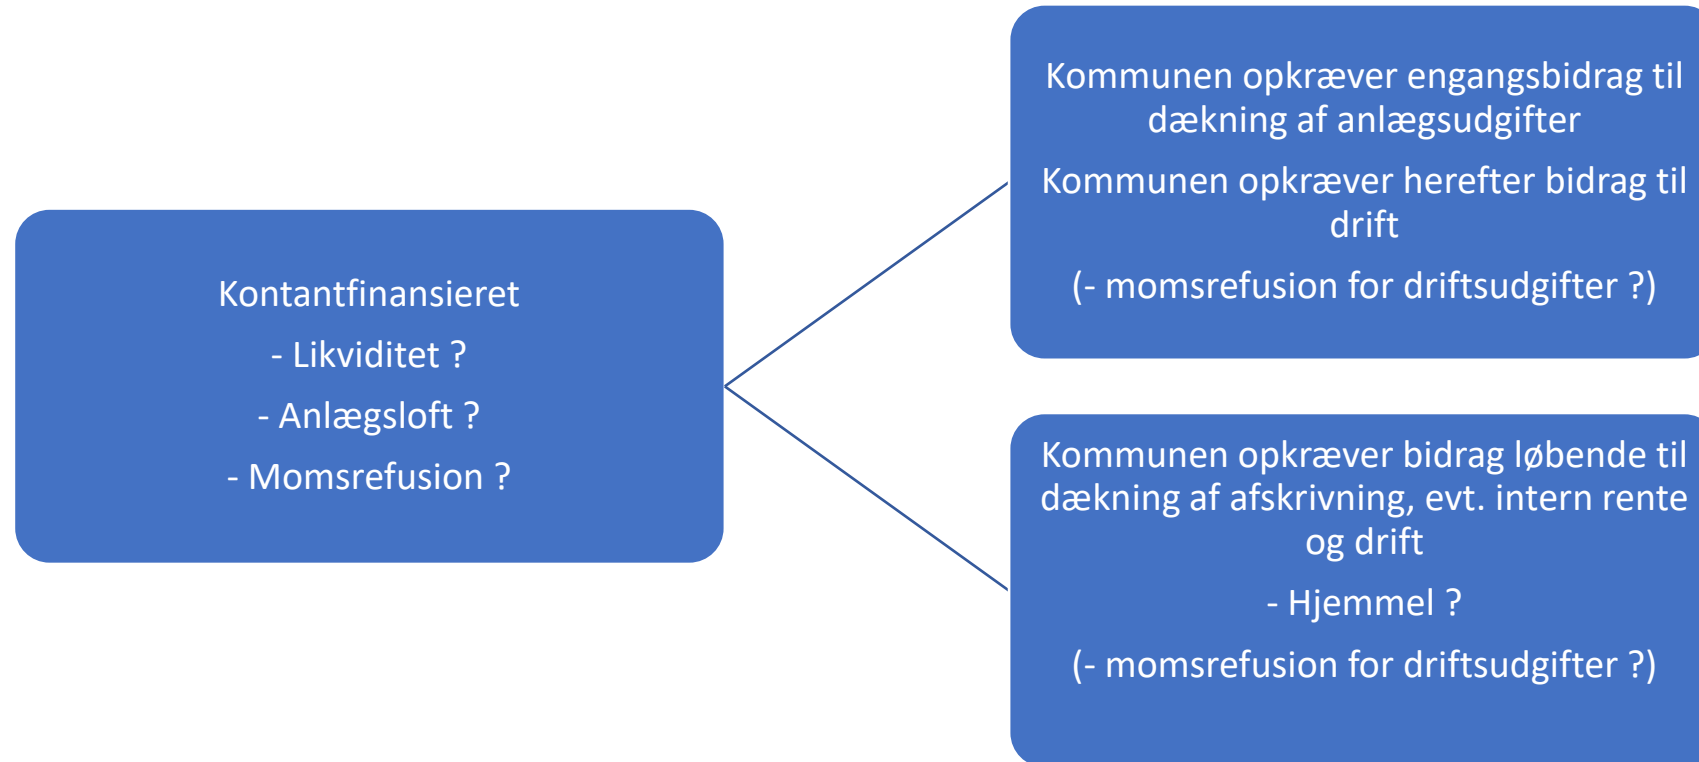 Kontantfinansieret
- Likviditet ?
- Anlægsloft ?
- Momsrefusion ?
Kommunen opkræver engangsbidrag til
dækning af anlægsudgifter
Kommunen opkræver herefter bidrag til
drift
(- momsrefusion for driftsudgifter ?)
Kommunen opkræver bidrag løbende til
dækning af afskrivning, evt. intern rente
og drift
- Hjemmel ?
(- momsrefusion for driftsudgifter ?)